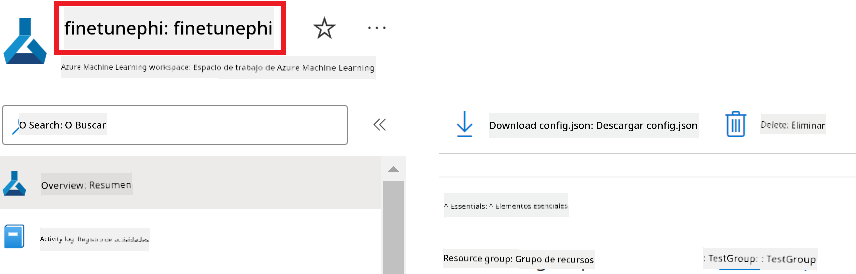 finetunephi: finetunephi
Azure Machine Learning workspace: Espacio de trabajo de Azure Machine Learning
O Search: O Buscar
Download config.json: Descargar config.json
Delete: Eliminar
Overview: Resumen
^ Essentials: ^ Elementos esenciales
Activity log: Registro de actividades
Resource group: Grupo de recursos
: TestGroup: : TestGroup